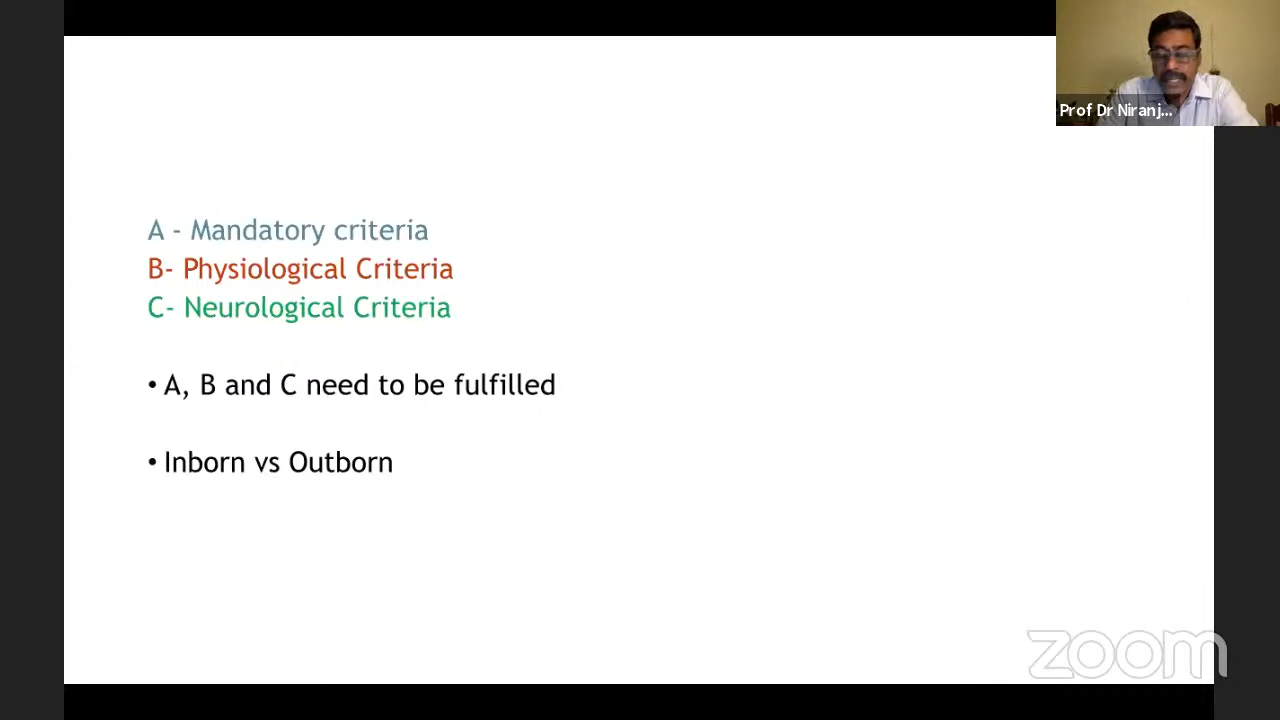 Prof Dr Niranj...
A - Mandatory criteria
B- Physiological Criteria
C- Neurological Criteria
• A, B and C need to be fulfilled
• Inborn vs Outborn
zoom